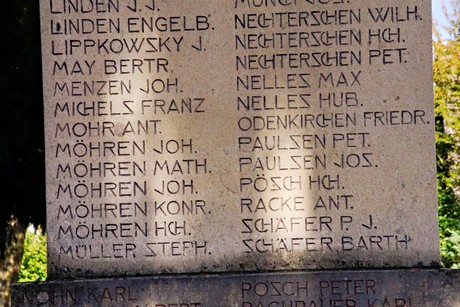 LINDEN J. J.
LINDEN ENGELB.
LIPPKOWSKY J.
MAY BERTR.
MENZEN JOH.
MICHELS FRANZ
MOHR ANT.
MÖHREN JOH.
MÖHREN MATH.
MÖHREN JOH.
MÖHREN KONR.
MÖHREN HCH.
MÜLLER STEPH.
NECHTERSCHEN WILH.
NECHTERSCHEN HCH.
NECHTERSCHEN PET.
NELLES MAX
NELLES HUB.
ODENKIRCHEN FRIEDR.
PAULSEN PET.
PAULSEN JOS.
PÖSCH HCH.
RACKE ANT.
SCHÄFER P. J.
SCHÄFER BARTH.
KARL
PÖSCH PETER
KARL